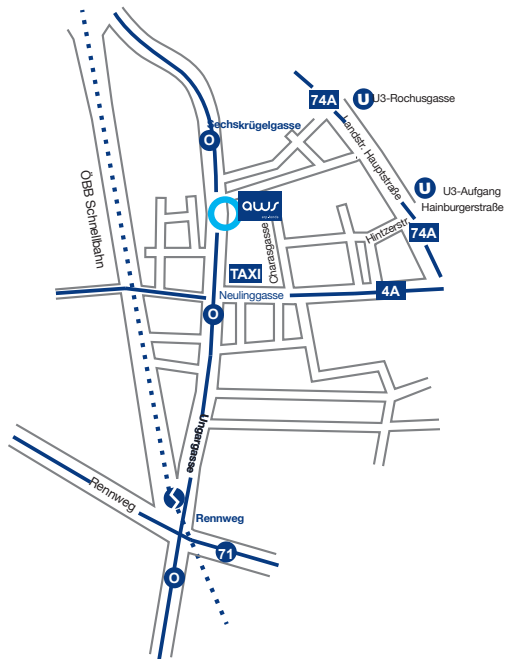 74A
U
U3-Rochusgasse
Sechskrügelgasse
O
Landstr. Hauptstraße
ÖBB Schnellbahn
U
U3-Aufgang
Hainburgerstraße
aws
Charasgasse
Hintzerstr.
74A
TAXI
Neulinggasse
4A
O
Ungargasse
Rennweg
Rennweg
71
O